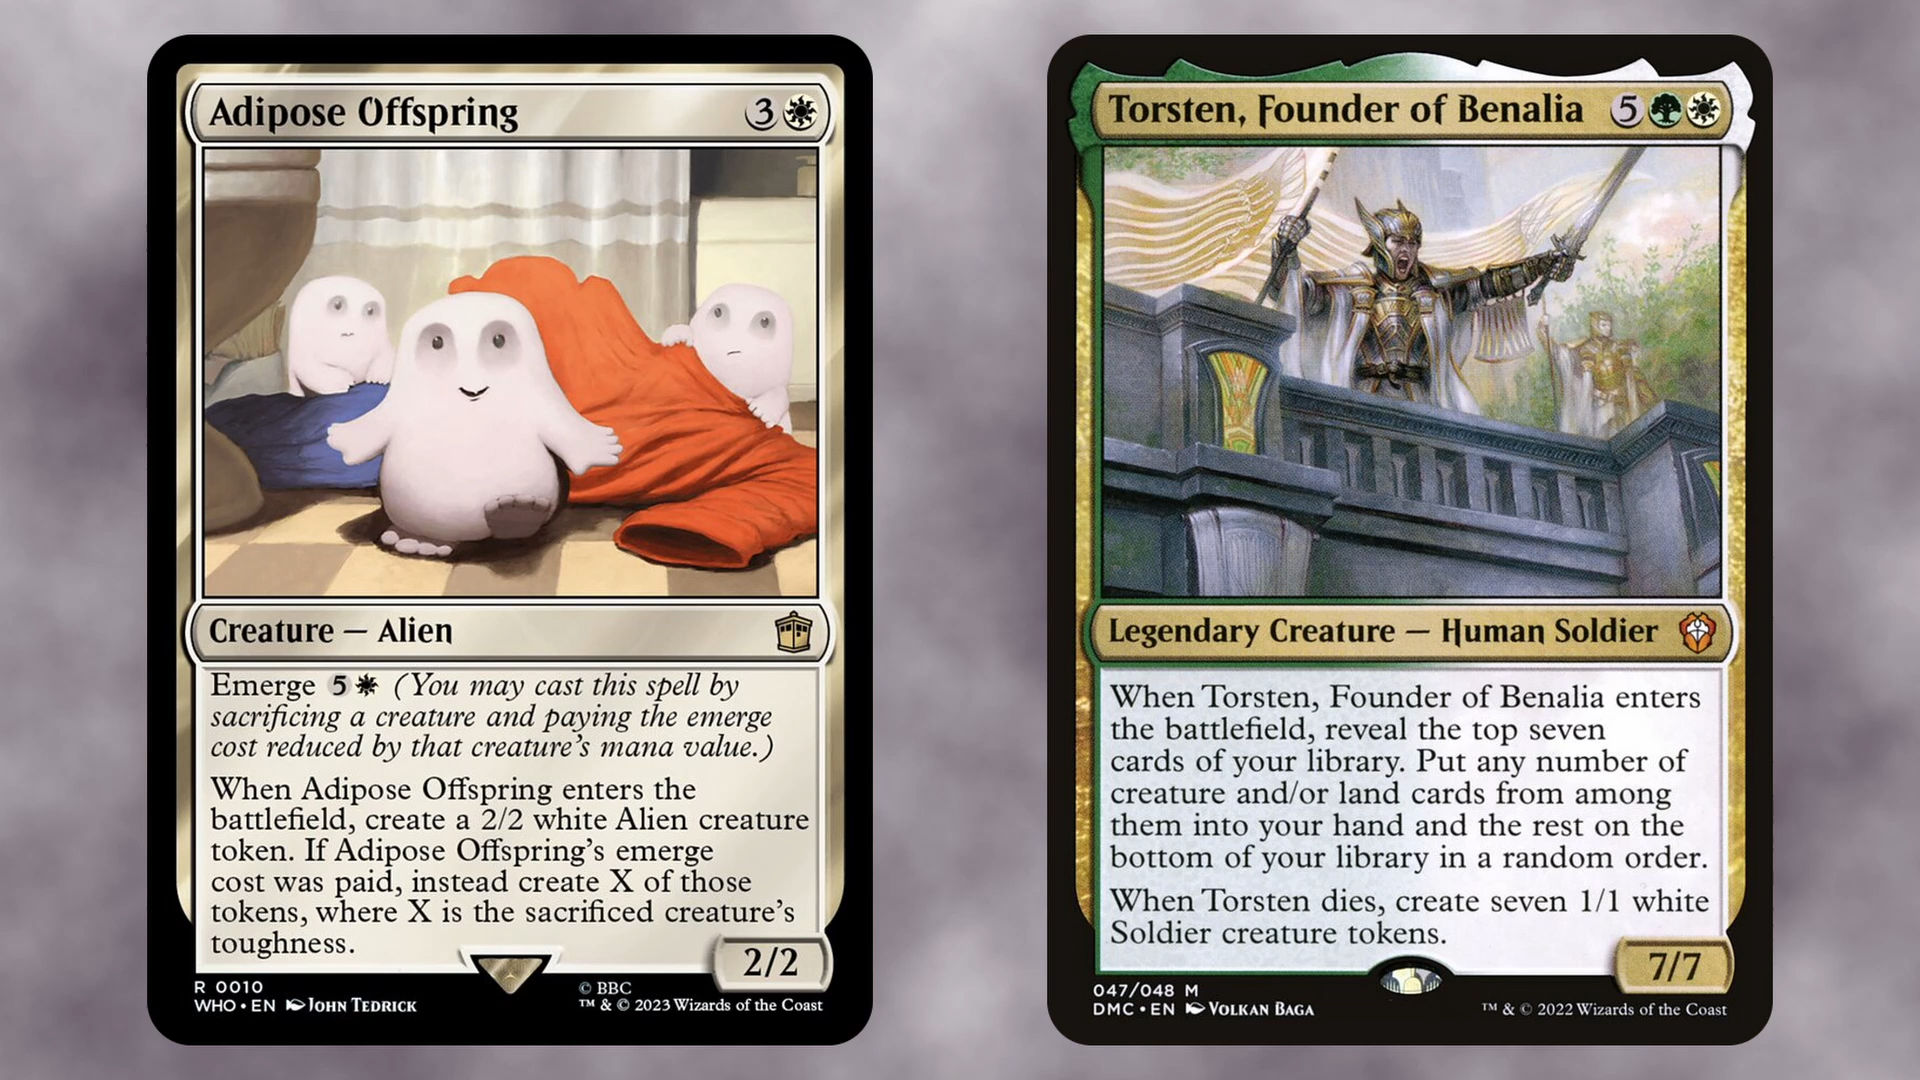 Adipose Offspring 3
Creature — Alien
Emerge 5 (You may cast this spell by
sacrificing a creature and paying the emerge
cost reduced by that creature's mana value.)
When Adipose Offspring enters the
battlefield, create a 2/2 white Alien creature
token. If Adipose Offspring's emerge
cost was paid, instead create X of those
tokens, where X is the sacrificed creature's
toughness.
2/2
R 0010
WHO • EN John Tedrick
© BBC
™ & © 2023 Wizards of the Coast
Torsten, Founder of Benalia 5
Legendary Creature — Human Soldier
When Torsten, Founder of Benalia enters
the battlefield, reveal the top seven
cards of your library. Put any number of
creature and/or land cards from among
them into your hand and the rest on the
bottom of your library in a random order.
When Torsten dies, create seven 1/1 white
Soldier creature tokens.
7/7
047/048 M
DMC • EN Volkan Baga
™ & © 2022 Wizards of the Coast